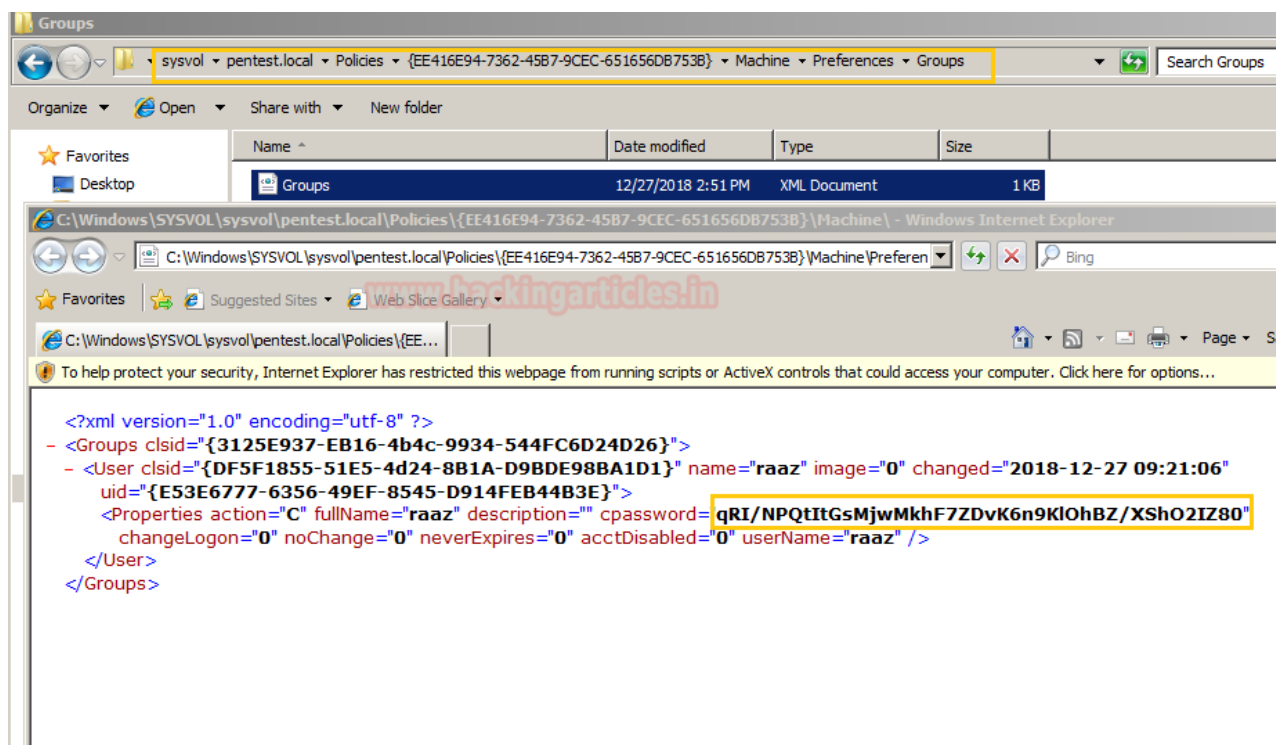 Groups
sysvol ▾ pentest.local ▾ Policies ▾ {EE416E94-7362-45B7-9CEC-651656DB753B} ▾ Machine ▾ Preferences ▾ Groups
Search Groups
Organize ▾ Open ▾ Share with ▾ New folder
Favorites
Name Date modified Type Size
Desktop
Groups 12/27/2018 2:51 PM XML Document 1 KB
C:\Windows\SYSVOL\sysvol\pentest.local\Policies\{EE416E94-7362-45B7-9CEC-651656DB753B}\Machine\ - Windows Internet Explorer
C:\Windows\SYSVOL\sysvol\pentest.local\Policies\{EE416E94-7362-45B7-9CEC-651656DB753B}\Machine\Preferen
Bing
www.hackingarticles.in
Favorites Suggested Sites ▾ Web Slice Gallery ▾
C:\Windows\SYSVOL\sysvol\pentest.local\Policies\{EE...
Page ▾ S
To help protect your security, Internet Explorer has restricted this webpage from running scripts or ActiveX controls that could access your computer. Click here for options...
<?xml version="1.0" encoding="utf-8" ?>
- <Groups clsid="{3125E937-EB16-4b4c-9934-544FC6D24D26}">
- <User clsid="{DF5F1855-51E5-4d24-8B1A-D9BDE98BA1D1}" name="raaz" image="0" changed="2018-12-27 09:21:06"
uid="{E53E6777-6356-49EF-8545-D914FEB44B3E}">
<Properties action="C" fullName="raaz" description="" cpassword="qRI/NPQtItGsMjwMkhF7ZDvK6n9KlOhBZ/XShO2IZ80"
changeLogon="0" noChange="0" neverExpires="0" acctDisabled="0" userName="raaz" />
</User>
</Groups>